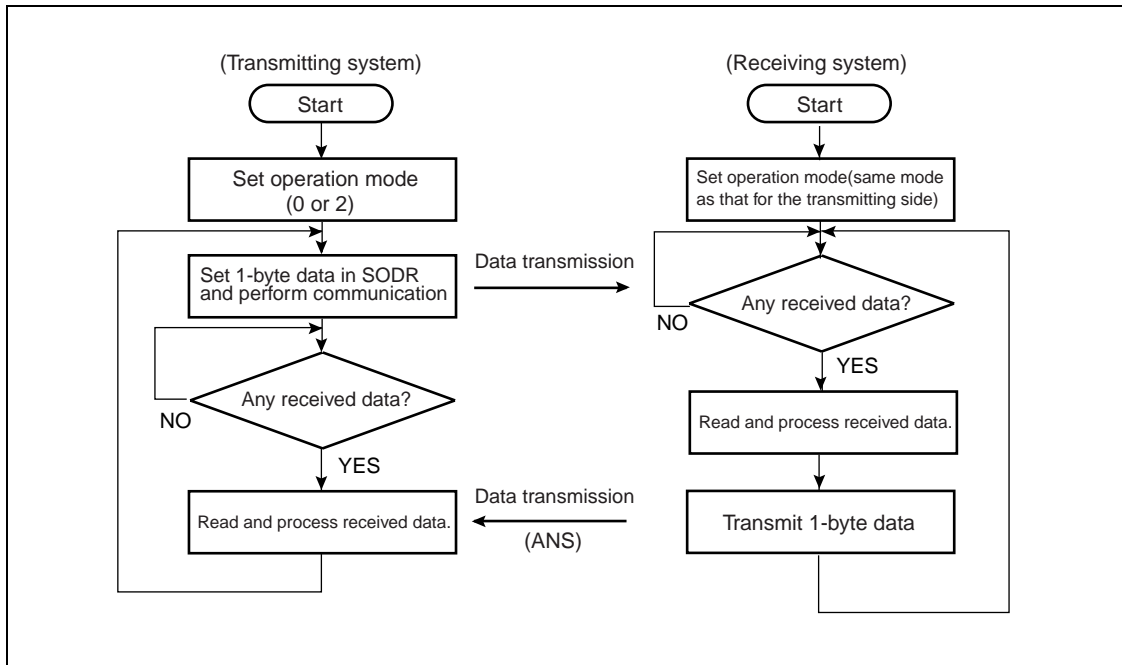 (Transmitting system)
Start
Set operation mode
(0 or 2)
Set 1-byte data in SODR
and perform communication
Any received data?
NO
YES
Read and process received data.
Data transmission
Data transmission
(ANS)
(Receiving system)
Start
Set operation mode(same mode
as that for the transmitting side)
Any received data?
NO
YES
Read and process received data.
Transmit 1-byte data